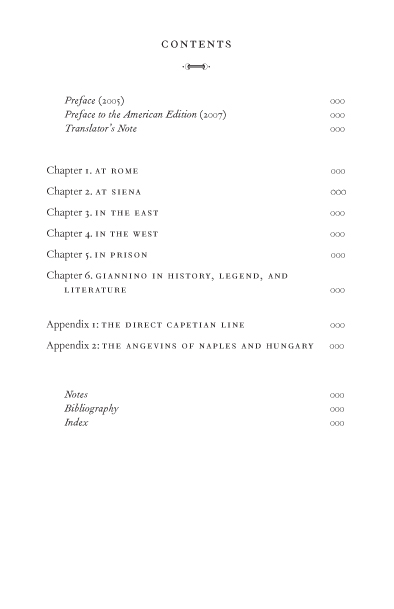 CONTENTS
Preface (2005) 000
Preface to the American Edition (2007) 000
Translator's Note 000
Chapter 1. AT ROME 000
Chapter 2. AT SIENA 000
Chapter 3. IN THE EAST 000
Chapter 4. IN THE WEST 000
Chapter 5. IN PRISON 000
Chapter 6. GIANNINO IN HISTORY, LEGEND, AND
LITERATURE 000
Appendix 1: THE DIRECT CAPETIAN LINE 000
Appendix 2: THE ANGEVINS OF NAPLES AND HUNGARY 000
Notes 000
Bibliography 000
Index 000